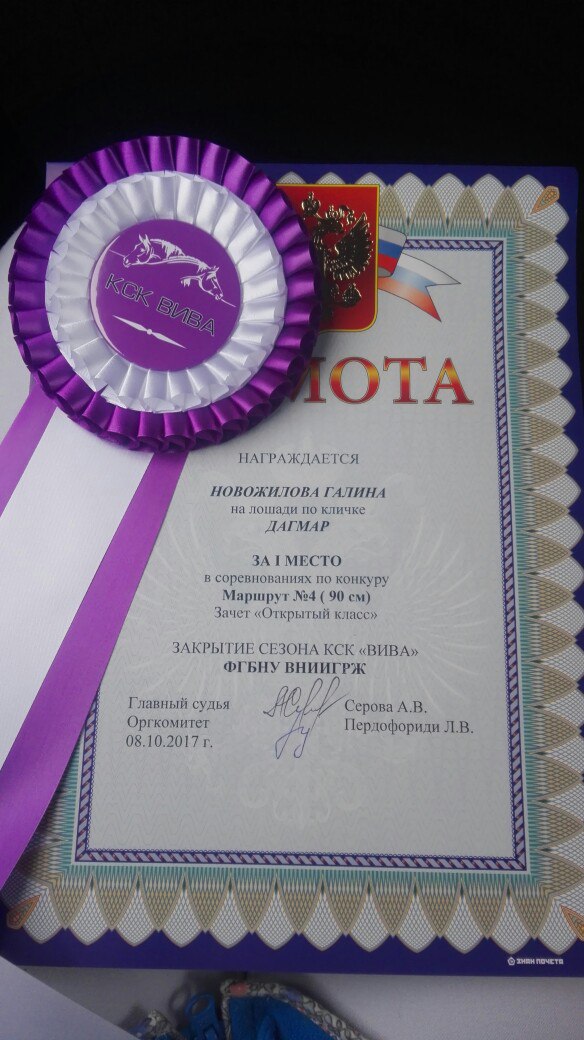 КСК ВИВА
МОТА
НАГРАЖДАЕТСЯ
НОВОЖИЛОВА ГАЛИНА
на лошади по кличке
ДАГМАР
ЗА I МЕСТО
в соревнованиях по конкуру
Маршрут №4 ( 90 см)
Зачет «Открытый класс»
ЗАКРЫТИЕ СЕЗОНА КСК «ВИВА»
ФГБНУ ВНИИГРЖ
Главный судья Серова А.В.
Оргкомитет Пердофориди Л.В.
08.10.2017 г.
ЗНАК ПОЧЕТА